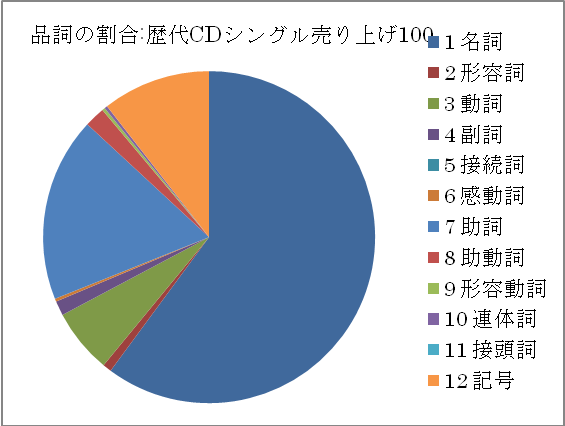 品詞の割合:歴代CDシングル売り上げ100
1 名詞
2 形容詞
3 動詞
4 副詞
5 接続詞
6 感動詞
7 助詞
8 助動詞
9 形容動詞
10 連体詞
11 接頭詞
12 記号